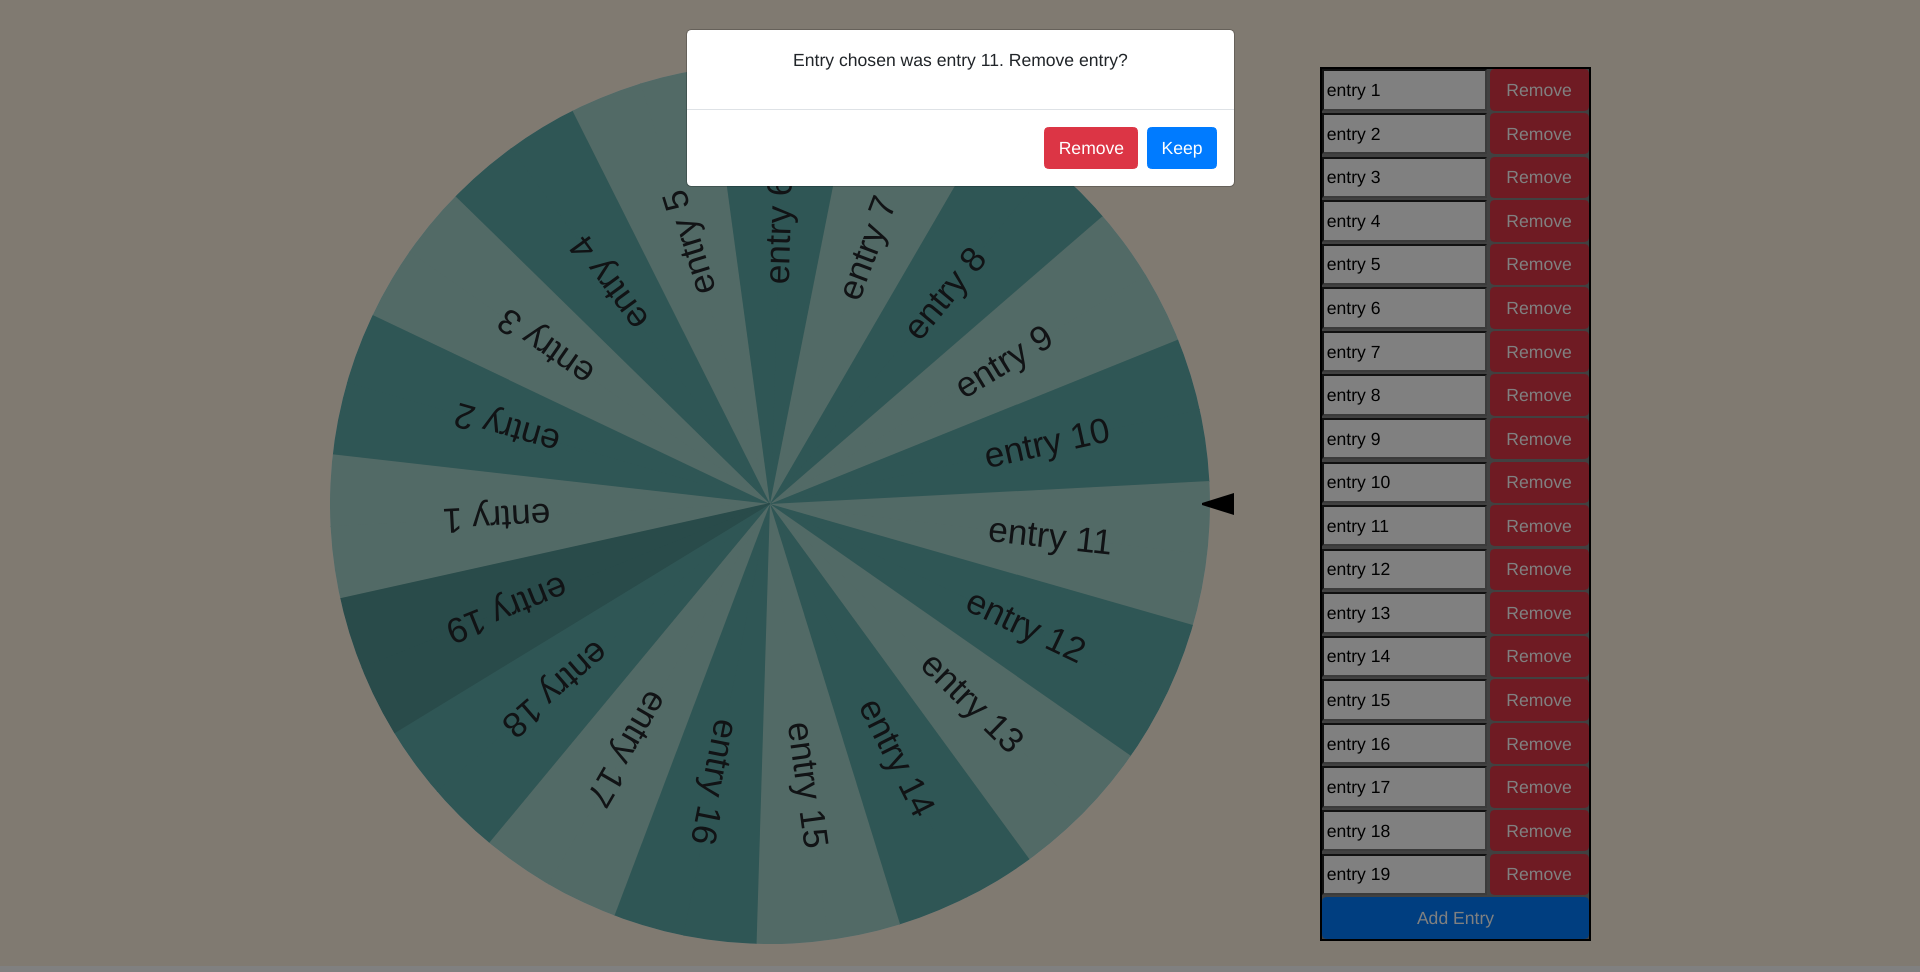 Entry chosen was entry 11. Remove entry?
Remove Keep
entry 1
entry 2
entry 3
entry 4
entry 5
entry 6
entry 7
entry 8
entry 9
entry 10
entry 11
entry 12
entry 13
entry 14
entry 15
entry 16
entry 17
entry 18
entry 19
entry 1 Remove
entry 2 Remove
entry 3 Remove
entry 4 Remove
entry 5 Remove
entry 6 Remove
entry 7 Remove
entry 8 Remove
entry 9 Remove
entry 10 Remove
entry 11 Remove
entry 12 Remove
entry 13 Remove
entry 14 Remove
entry 15 Remove
entry 16 Remove
entry 17 Remove
entry 18 Remove
entry 19 Remove
Add Entry